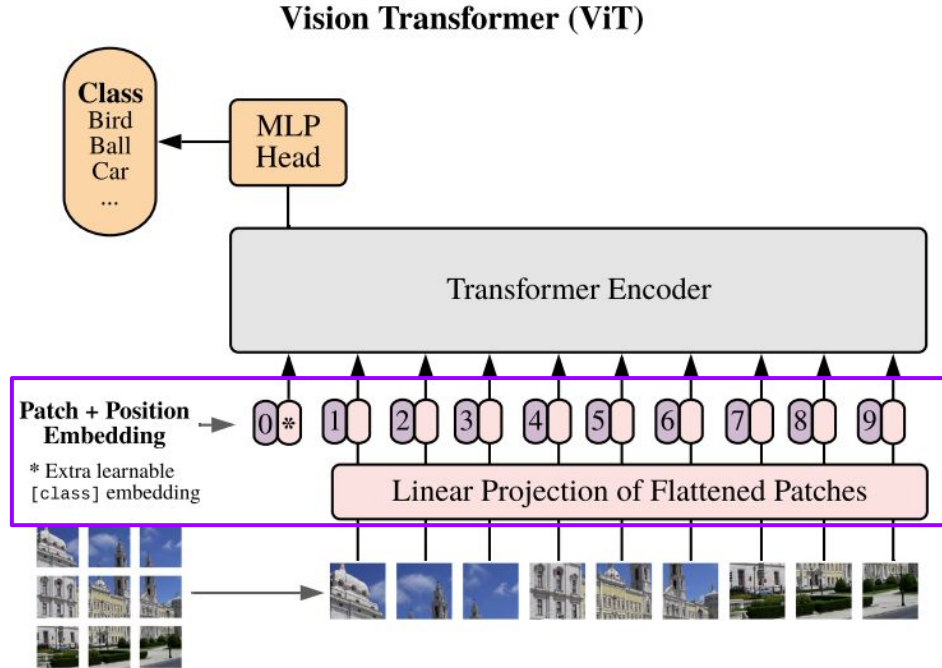 Vision Transformer (ViT)
Class
Bird
Ball
Car
...
MLP
Head
Transformer Encoder
Patch + Position
Embedding
* Extra learnable
[class] embedding
0 * 1 2 3 4 5 6 7 8 9
Linear Projection of Flattened Patches